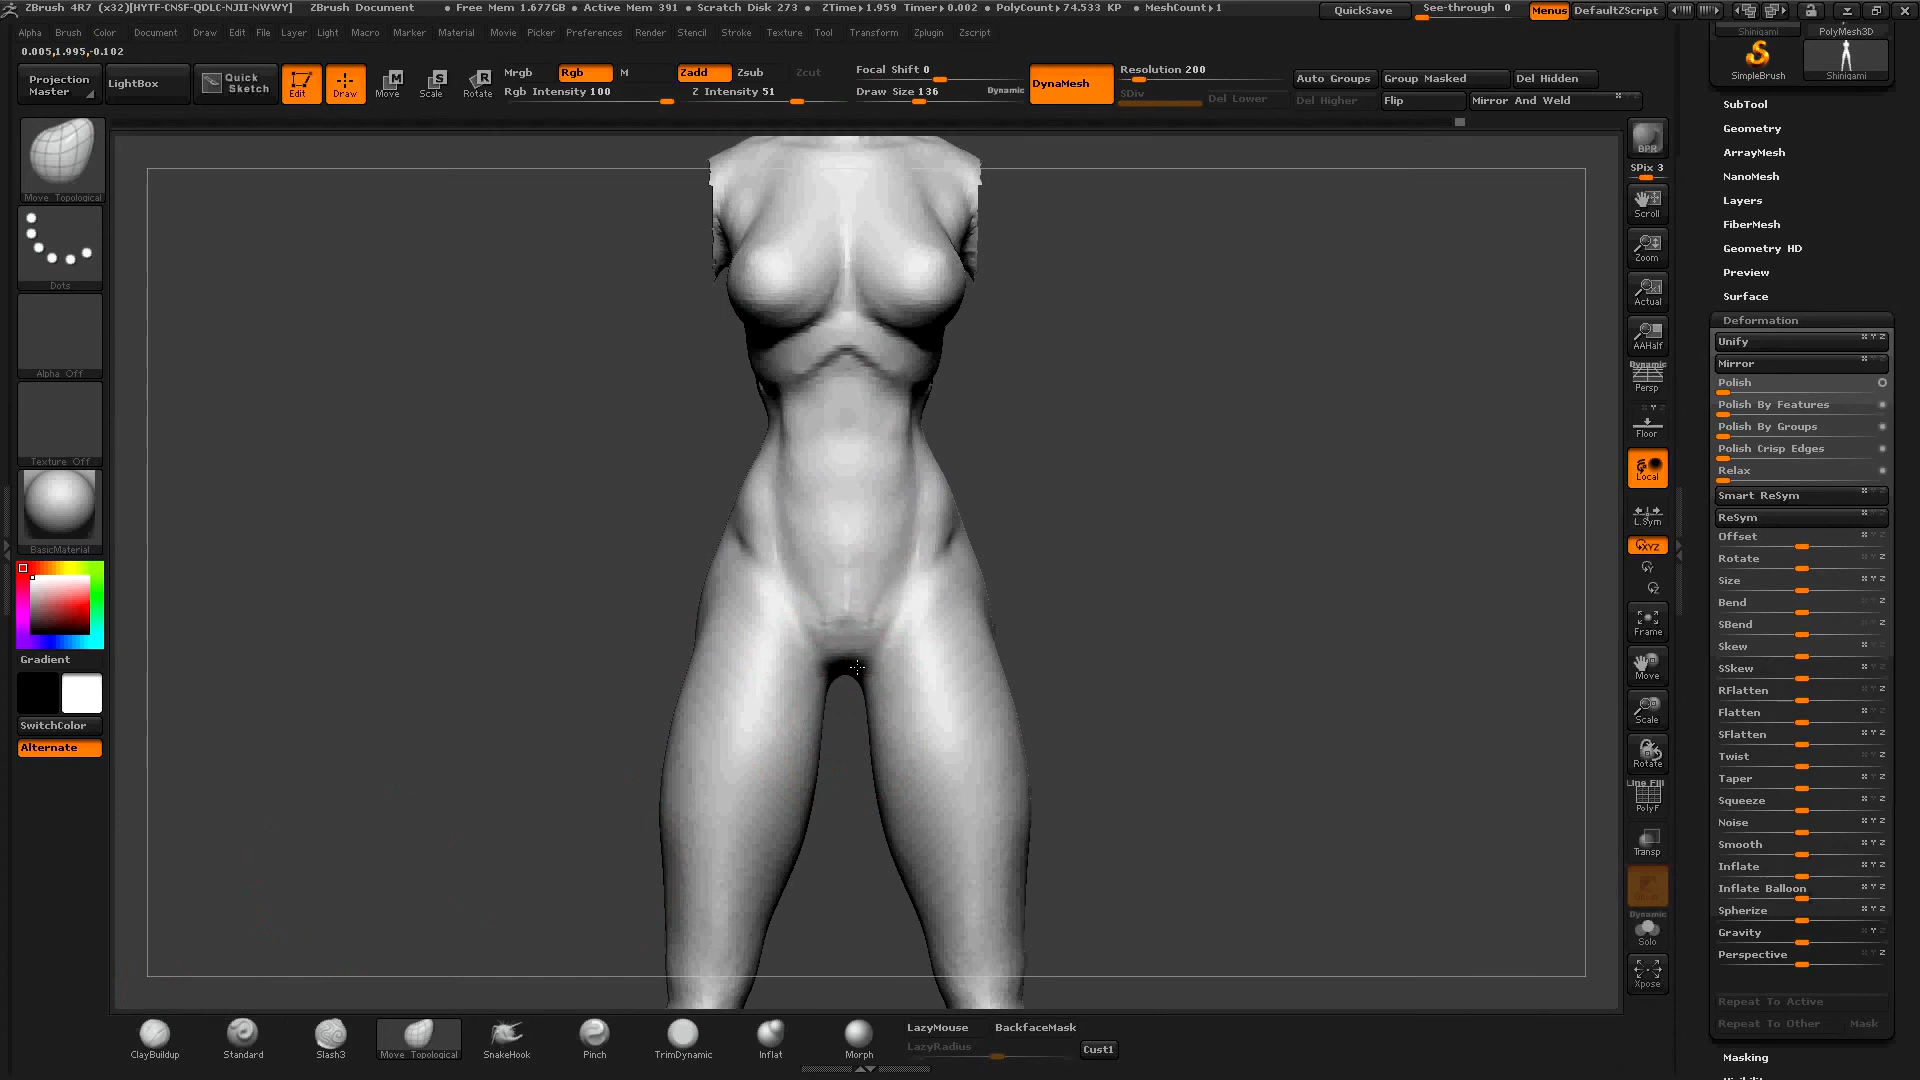 ZBrush 4R7 (x32)[HYTF-CNSF-QDLC-NJII-NWWY] ZBrush Document • Free Mem 1.677GB • Active Mem 391 • Scratch Disk 273 • ZTime▸1.959 Timer▸0.002 • PolyCount▸74.533 KP • MeshCount▸1 QuickSave See-through 0 Menus DefaultZScript
Alpha Brush Color Document Draw Edit File Layer Light Macro Marker Material Movie Picker Preferences Render Stencil Stroke Texture Tool Transform Zplugin Zscript
0.005,1.995,-0.102
Projection Master
LightBox
Quick Sketch
Edit
Draw
Move
Scale
Rotate
Mrgb Rgb M
Rgb Intensity 100
Zadd Zsub Zcut
Z Intensity 51
Focal Shift 0
Draw Size 136 Dynamic
DynaMesh
Resolution 200
SDiv Del Lower
Auto Groups Group Masked Del Hidden
Del Higher Flip Mirror And Weld
Move Topological
Dots
Alpha Off
Texture Off
BasicMaterial
Gradient
SwitchColor
Alternate
BPR
SPix 3
Scroll
Zoom
Actual
AAHalf
Dynamic
Persp
Floor
Local
L.Sym
XYZ
Frame
Move
Scale
Rotate
Line Fill
PolyF
Transp
Dynamic
Solo
Xpose
Shinigami PolyMesh3D
SimpleBrush Shinigami
SubTool
Geometry
ArrayMesh
NanoMesh
Layers
FiberMesh
Geometry HD
Preview
Surface
Deformation
Unify
Mirror
Polish
Polish By Features
Polish By Groups
Polish Crisp Edges
Relax
Smart ReSym
ReSym
Offset
Rotate
Size
Bend
SBend
Skew
SSkew
RFlatten
Flatten
SFlatten
Twist
Taper
Squeeze
Noise
Smooth
Inflate
Inflate Balloon
Spherize
Gravity
Perspective
Repeat To Active
Repeat To Other Mask
Masking
ClayBuildup
Standard
Slash3
Move Topological
SnakeHook
Pinch
TrimDynamic
Inflat
Morph
LazyMouse BackfaceMask
LazyRadius Cust1